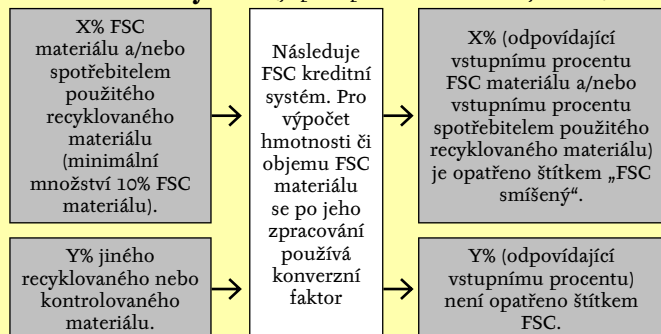 X% FSC
materiálu a/nebo
spotřebitelem
použitého
recyklovaného
materiálu
(minimální
množství 10% FSC
materiálu).
Y% jiného
recyklovaného nebo
kontrolovaného
materiálu.
Následuje
FSC kreditní
systém. Pro
výpočet
hmotnosti či
objemu FSC
materiálu
se po jeho
zpracování
používá
konverzní
faktor
X% (odpovídající
vstupnímu procentu
FSC materiálu a/nebo
vstupnímu procentu
spotřebitelem použitého
recyklovaného materiálu)
je opatřeno štítkem „FSC
smíšený“.
Y% (odpovídající
vstupnímu procentu)
není opatřeno štítkem
FSC.